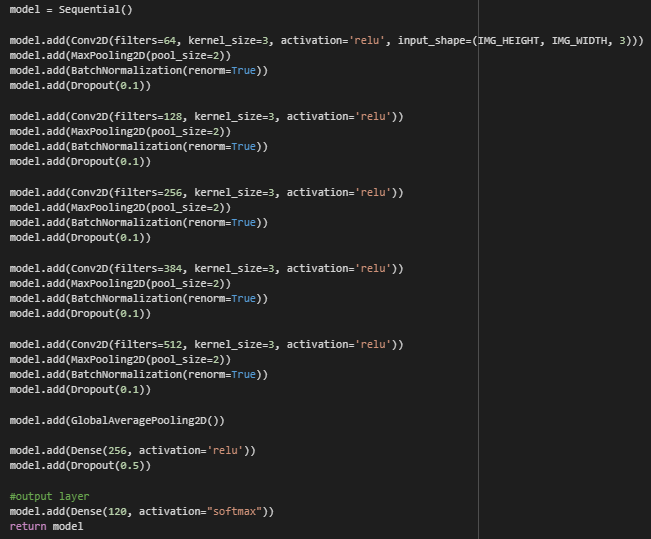 model = Sequential()
model.add(Conv2D(filters=64, kernel_size=3, activation='relu', input_shape=(IMG_HEIGHT, IMG_WIDTH, 3)))
model.add(MaxPooling2D(pool_size=2))
model.add(BatchNormalization(renorm=True))
model.add(Dropout(0.1))
model.add(Conv2D(filters=128, kernel_size=3, activation='relu'))
model.add(MaxPooling2D(pool_size=2))
model.add(BatchNormalization(renorm=True))
model.add(Dropout(0.1))
model.add(Conv2D(filters=256, kernel_size=3, activation='relu'))
model.add(MaxPooling2D(pool_size=2))
model.add(BatchNormalization(renorm=True))
model.add(Dropout(0.1))
model.add(Conv2D(filters=384, kernel_size=3, activation='relu'))
model.add(MaxPooling2D(pool_size=2))
model.add(BatchNormalization(renorm=True))
model.add(Dropout(0.1))
model.add(Conv2D(filters=512, kernel_size=3, activation='relu'))
model.add(MaxPooling2D(pool_size=2))
model.add(BatchNormalization(renorm=True))
model.add(Dropout(0.1))
model.add(GlobalAveragePooling2D())
model.add(Dense(256, activation='relu'))
model.add(Dropout(0.5))
#output layer
model.add(Dense(120, activation="softmax"))
return model